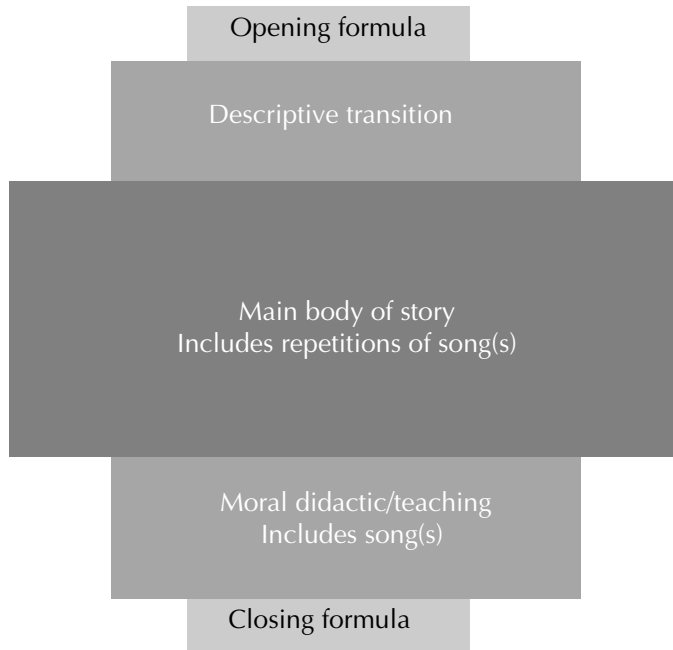 Opening formula
Descriptive transition
Main body of story
Includes repetitions of song(s)
Moral didactic/teaching
Includes song(s)
Closing formula